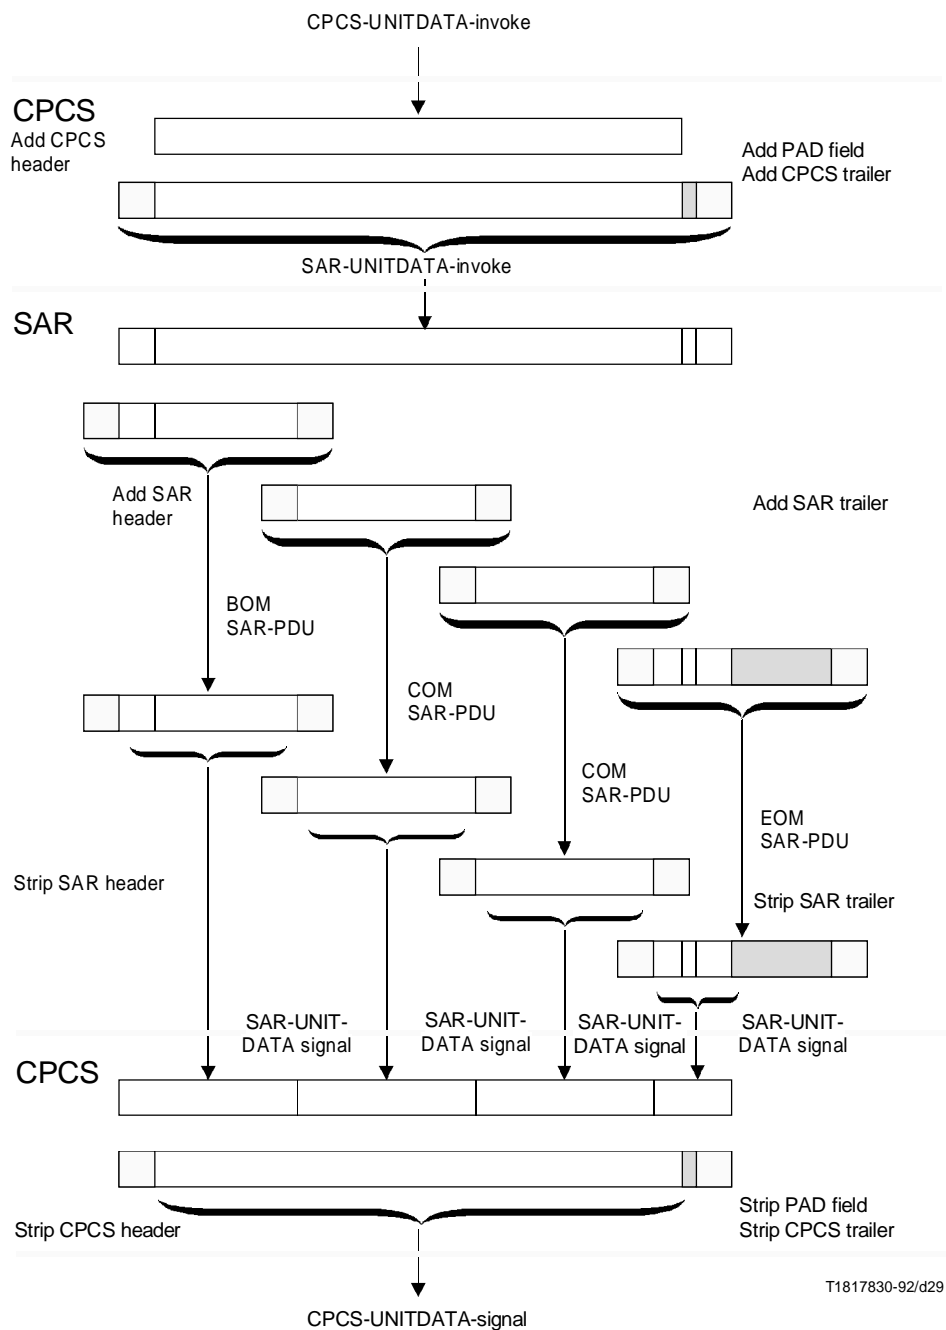 CPCS-UNITDATA-invoke
CPCS
Add CPCS
header
Add PAD field
Add CPCS trailer
SAR-UNITDATA-invoke
SAR
Add SAR
header
Add SAR trailer
BOM
SAR-PDU
COM
SAR-PDU
COM
SAR-PDU
EOM
SAR-PDU
Strip SAR header
Strip SAR trailer
SAR-UNIT-
DATA signal
SAR-UNIT-
DATA signal
SAR-UNIT-
DATA signal
SAR-UNIT-
DATA signal
CPCS
Strip CPCS header
Strip PAD field
Strip CPCS trailer
T1817830-92/d29
CPCS-UNITDATA-signal